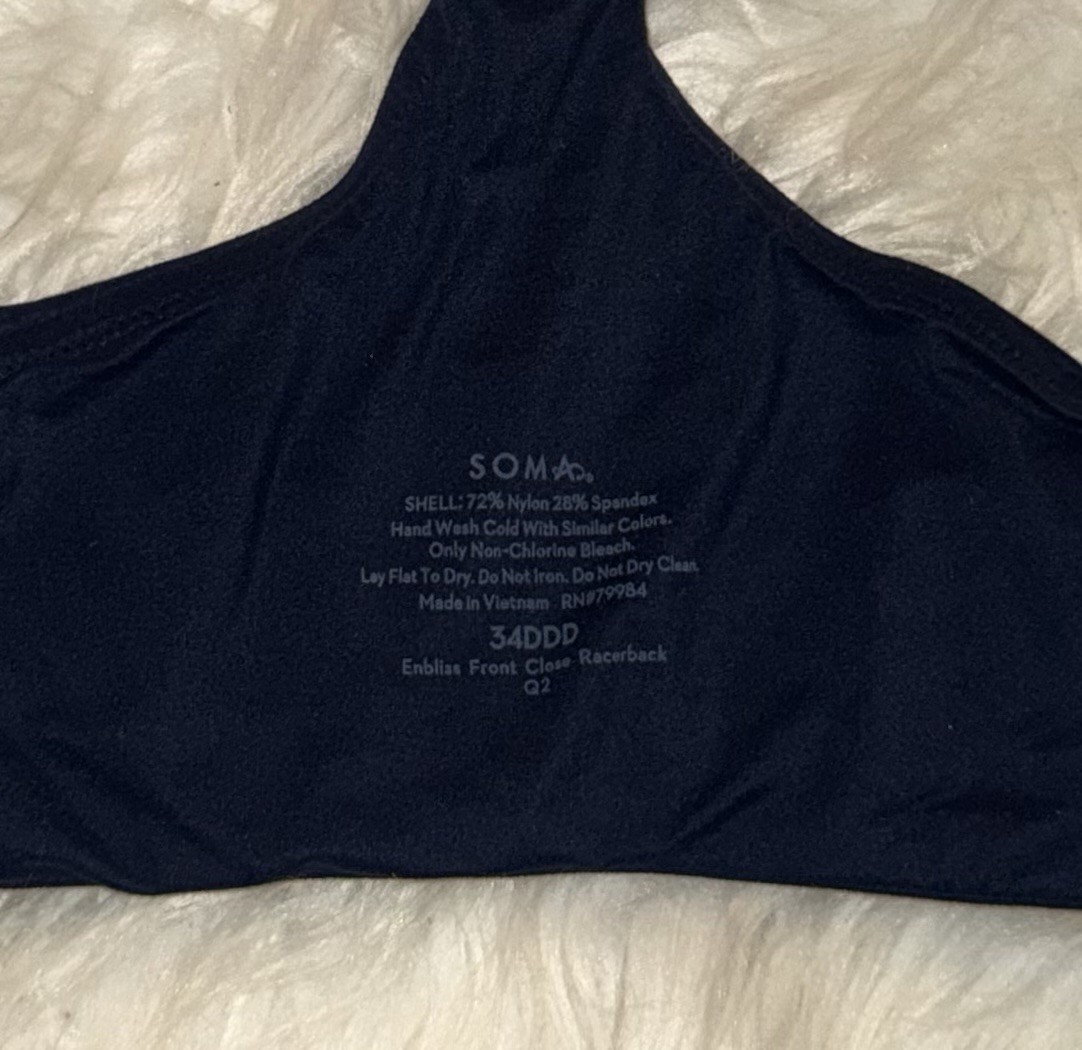 SOMA
SHELL: 72% Nylon 28% Spandex
Hand Wash Cold With Similar Colors.
Only Non-Chlorine Bleach.
Lay Flat To Dry. Do Not Iron. Do Not Dry Clean.
Made in Vietnam RN#79984
34DDD
Enbliss Front Close Racerback
Q2